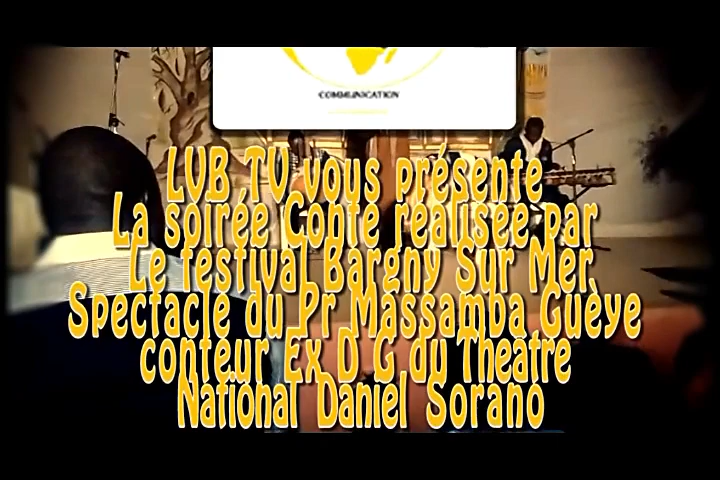 COMMUNICATION
LVB TV vous présente
La soirée Conte réalisée par
Le festival Bargny Sur Mer
Spectacle du Pr Massamba Guèye
conteur Ex D G du Théatre
National Daniel Sorano